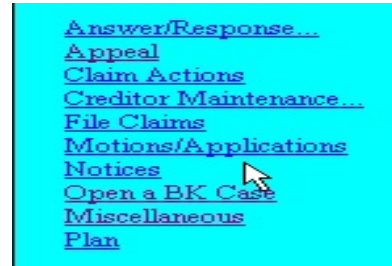 Answer/Response...
Appeal
Claim Actions
Creditor Maintenance...
File Claims
Motions/Applications
Notices
Open a BK Case
Miscellaneous
Plan